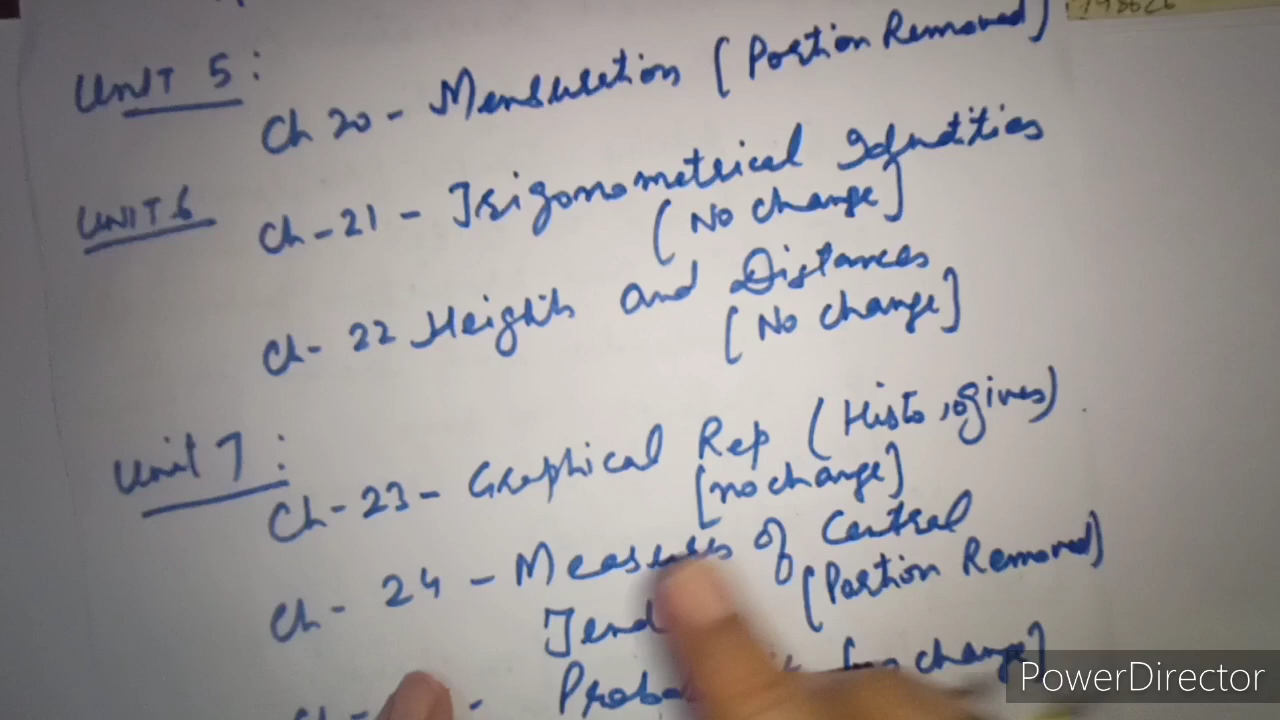 UNIT 5:
Ch 20 - Mensuration (Portion Removed)
UNIT 6
Ch - 21 - Trigonometrical Identities
(No change]
Ch - 22 Heights and Distances
[No change]
Unit 7:
Ch - 23 - Graphical Rep (Histo, ogives)
[no change]
Ch - 24 - Measures of Central
Tend
(Portion Removed)
change]
PowerDirector